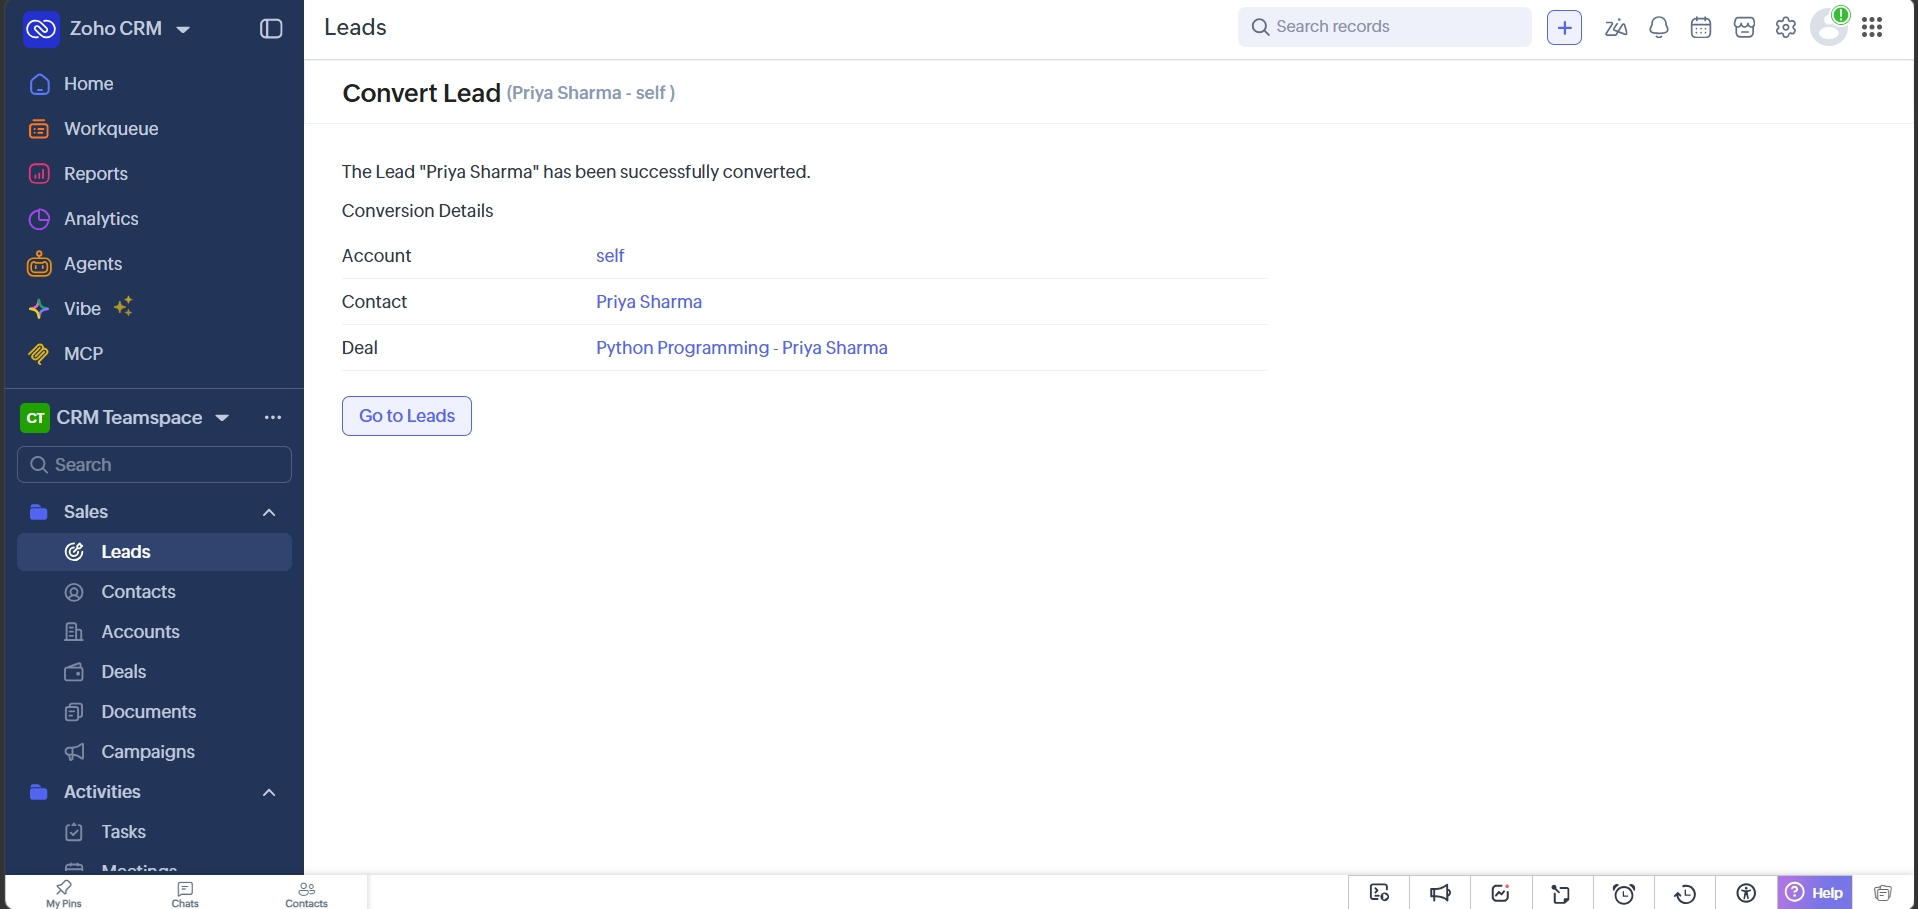 Zoho CRM
Leads
Search records
Home
Workqueue
Reports
Analytics
Agents
Vibe
MCP
CT CRM Teamspace
Search
Sales
Leads
Contacts
Accounts
Deals
Documents
Campaigns
Activities
Tasks
Meetings
Convert Lead (Priya Sharma - self )
The Lead "Priya Sharma" has been successfully converted.
Conversion Details
Account self
Contact Priya Sharma
Deal Python Programming - Priya Sharma
Go to Leads
My Pins
Chats
Contacts
Help